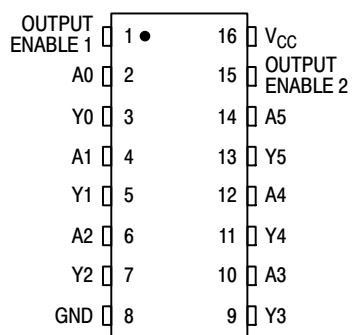 OUTPUT
ENABLE 1 1 16 VCC
A0 2 15 OUTPUT
ENABLE 2
Y0 3 14 A5
A1 4 13 Y5
Y1 5 12 A4
A2 6 11 Y4
Y2 7 10 A3
GND 8 9 Y3